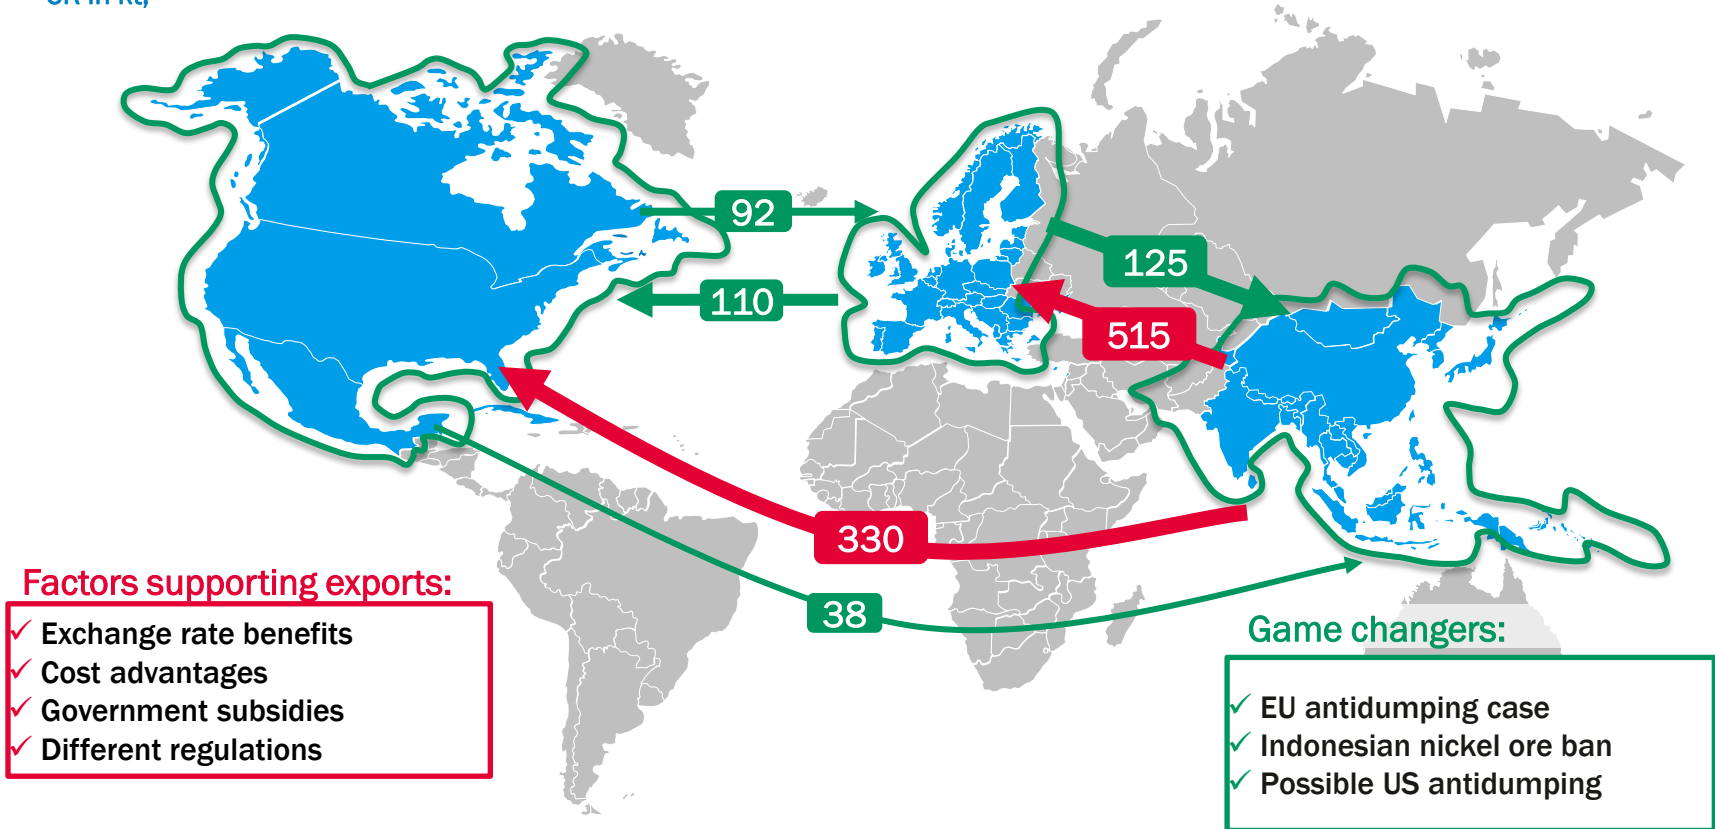 92
125
110
515
330
38
Factors supporting exports:
✓ Exchange rate benefits
✓ Cost advantages
✓ Government subsidies
✓ Different regulations
Game changers:
✓ EU antidumping case
✓ Indonesian nickel ore ban
✓ Possible US antidumping